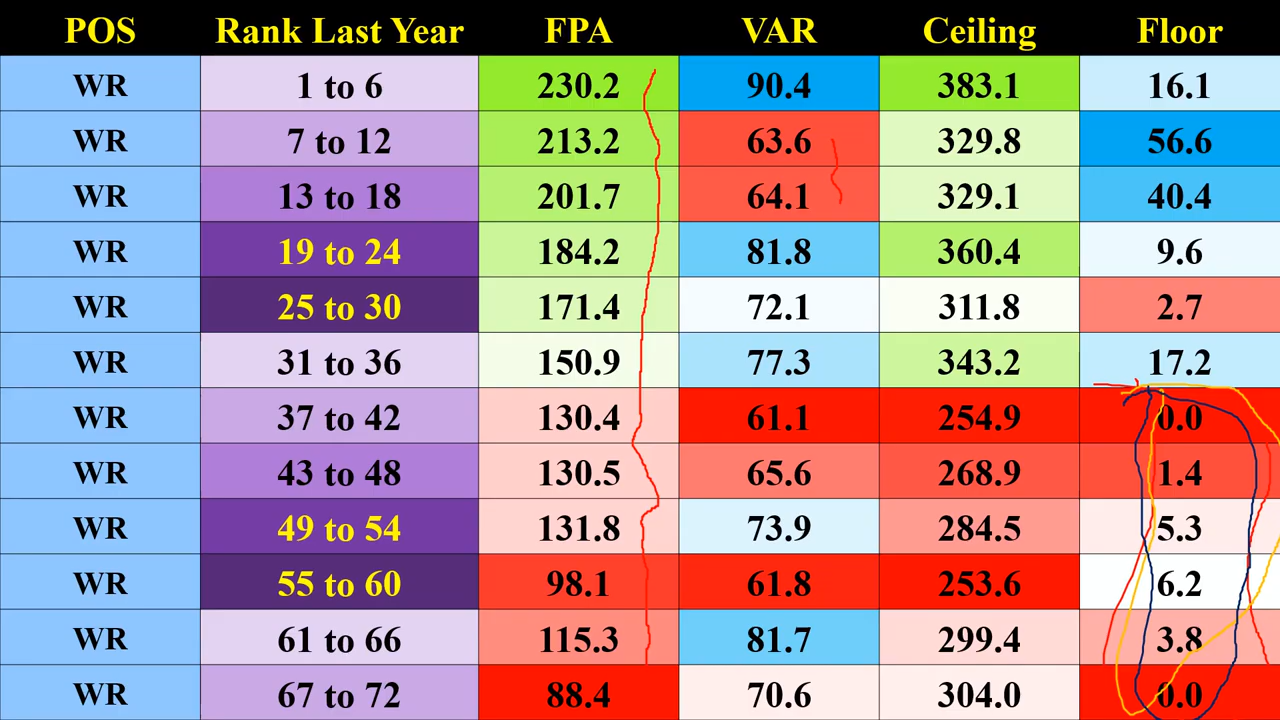 POS Rank Last Year FPA VAR Ceiling Floor
WR 1 to 6 230.2 90.4 383.1 16.1
WR 7 to 12 213.2 63.6 329.8 56.6
WR 13 to 18 201.7 64.1 329.1 40.4
WR 19 to 24 184.2 81.8 360.4 9.6
WR 25 to 30 171.4 72.1 311.8 2.7
WR 31 to 36 150.9 77.3 343.2 17.2
WR 37 to 42 130.4 61.1 254.9 0.0
WR 43 to 48 130.5 65.6 268.9 1.4
WR 49 to 54 131.8 73.9 284.5 5.3
WR 55 to 60 98.1 61.8 253.6 6.2
WR 61 to 66 115.3 81.7 299.4 3.8
WR 67 to 72 88.4 70.6 304.0 0.0